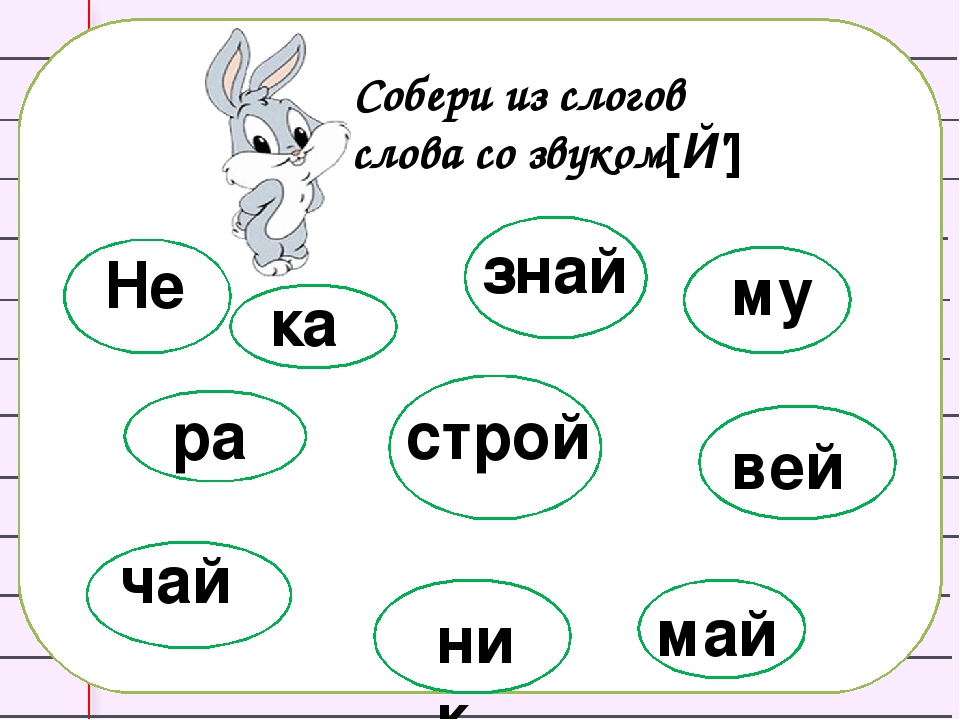 Собери из слогов
слова со звуком[Й']
Не
ка
знай
му
ра
строй
вей
чай
ни
к
май